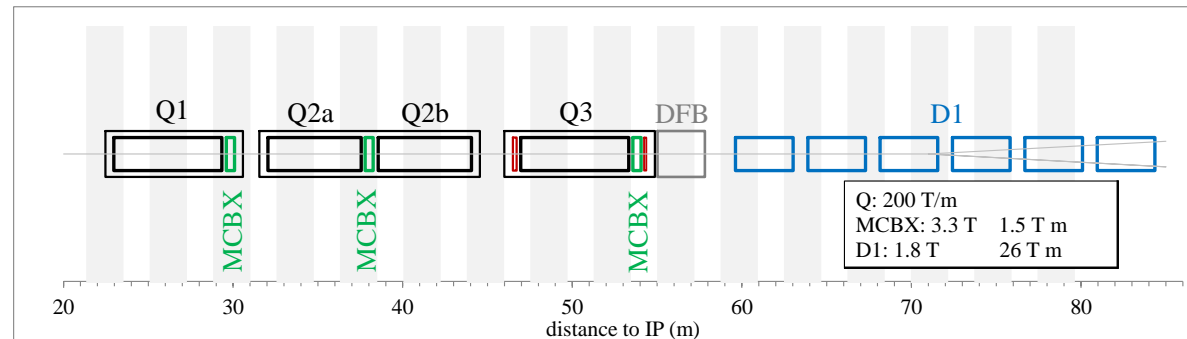 Q1
Q2a
Q2b
Q3
DFB
D1
MCBX
MCBX
MCBX
Q: 200 T/m
MCBX: 3.3 T 1.5 T m
D1: 1.8 T 26 T m
20 30 40 50 60 70 80
distance to IP (m)